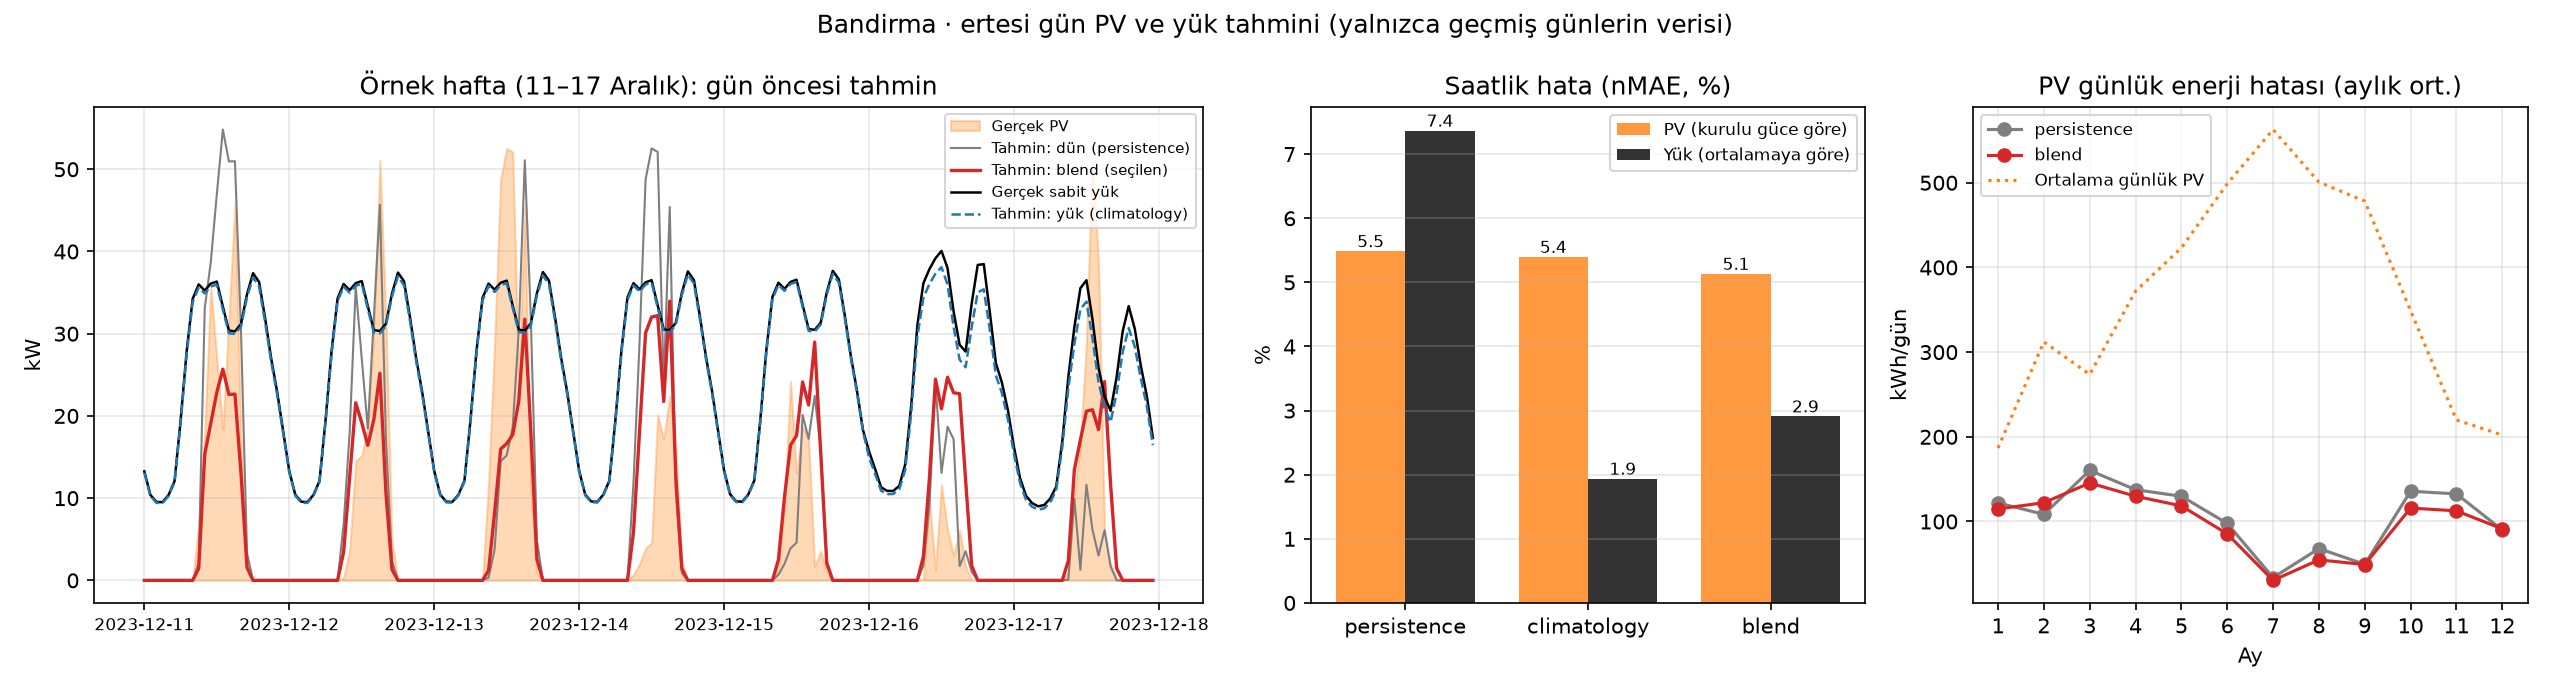 Bandirma · ertesi gün PV ve yük tahmini (yalnızca geçmiş günlerin verisi)
Örnek hafta (11–17 Aralık): gün öncesi tahmin
kW
50
40
30
20
10
0
2023-12-11
2023-12-12
2023-12-13
2023-12-14
2023-12-15
2023-12-16
2023-12-17
2023-12-18
Gerçek PV
Tahmin: dün (persistence)
Tahmin: blend (seçilen)
Gerçek sabit yük
Tahmin: yük (climatology)
Saatlik hata (nMAE, %)
%
7
6
5
4
3
2
1
0
PV (kurulu güce göre)
Yük (ortalamaya göre)
5.5
7.4
5.4
1.9
5.1
2.9
persistence
climatology
blend
PV günlük enerji hatası (aylık ort.)
kWh/gün
500
400
300
200
100
persistence
blend
Ortalama günlük PV
1
2
3
4
5
6
7
8
9
10
11
12
Ay